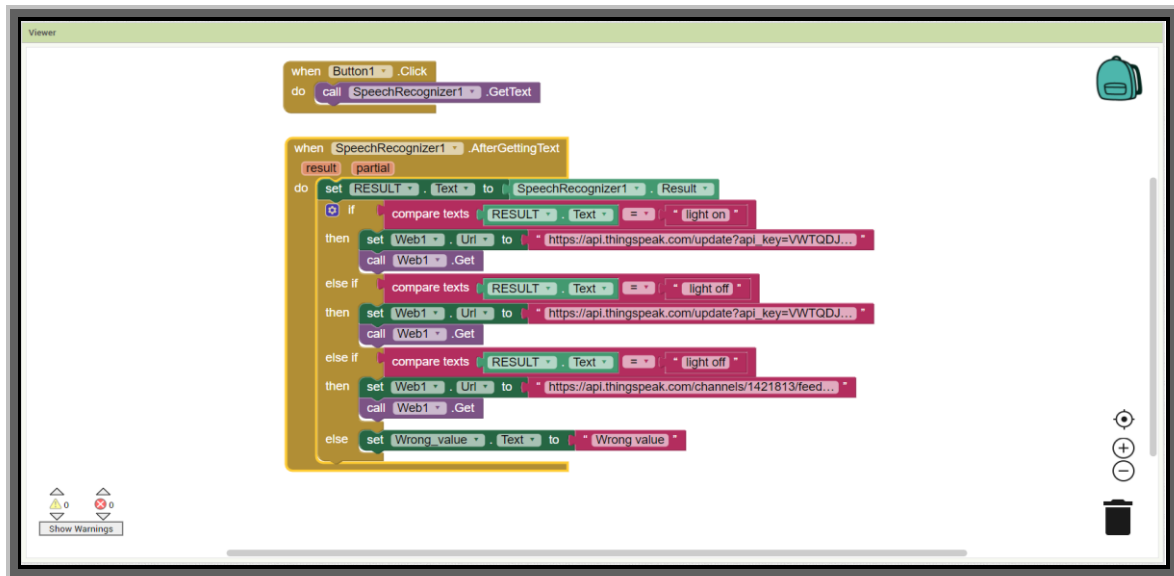 Viewer
when Button1 .Click
do call SpeechRecognizer1 .GetText
when SpeechRecognizer1 .AfterGettingText
result partial
do set RESULT . Text to SpeechRecognizer1 . Result
if compare texts RESULT . Text = " light on "
then set Web1 . Url to " https://api.thingspeak.com/update?api_key=VWTQDJ... "
call Web1 .Get
else if compare texts RESULT . Text = " light off "
then set Web1 . Url to " https://api.thingspeak.com/update?api_key=VWTQDJ... "
call Web1 .Get
else if compare texts RESULT . Text = " light off "
then set Web1 . Url to " https://api.thingspeak.com/channels/1421813/feed... "
call Web1 .Get
else set Wrong_value . Text to " Wrong value "
0 0
Show Warnings